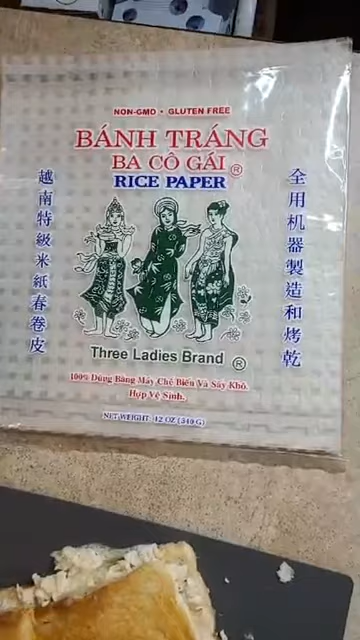 NON-GMO • GLUTEN FREE
BÁNH TRÁNG
BA CÔ GÁI ®
RICE PAPER
越南特級米紙春卷皮
全用机器製造和烤乾
Three Ladies Brand ®
100% Dùng Bằng Máy Chế Biến Và Sấy Khô.
Hợp Vệ Sinh.
NET WEIGHT: 12 OZ (340 G)